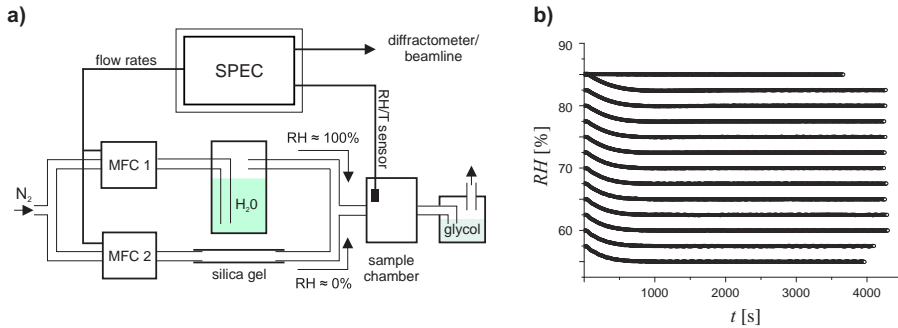 a)
diffractometer/
beamline
flow rates
SPEC
RH/T sensor
RH ≈ 100%
MFC 1
N2
H20
glycol
MFC 2
silica gel
sample
chamber
RH ≈ 0%
b)
90
80
70
60
RH [%]
1000
2000
3000
4000
t [s]